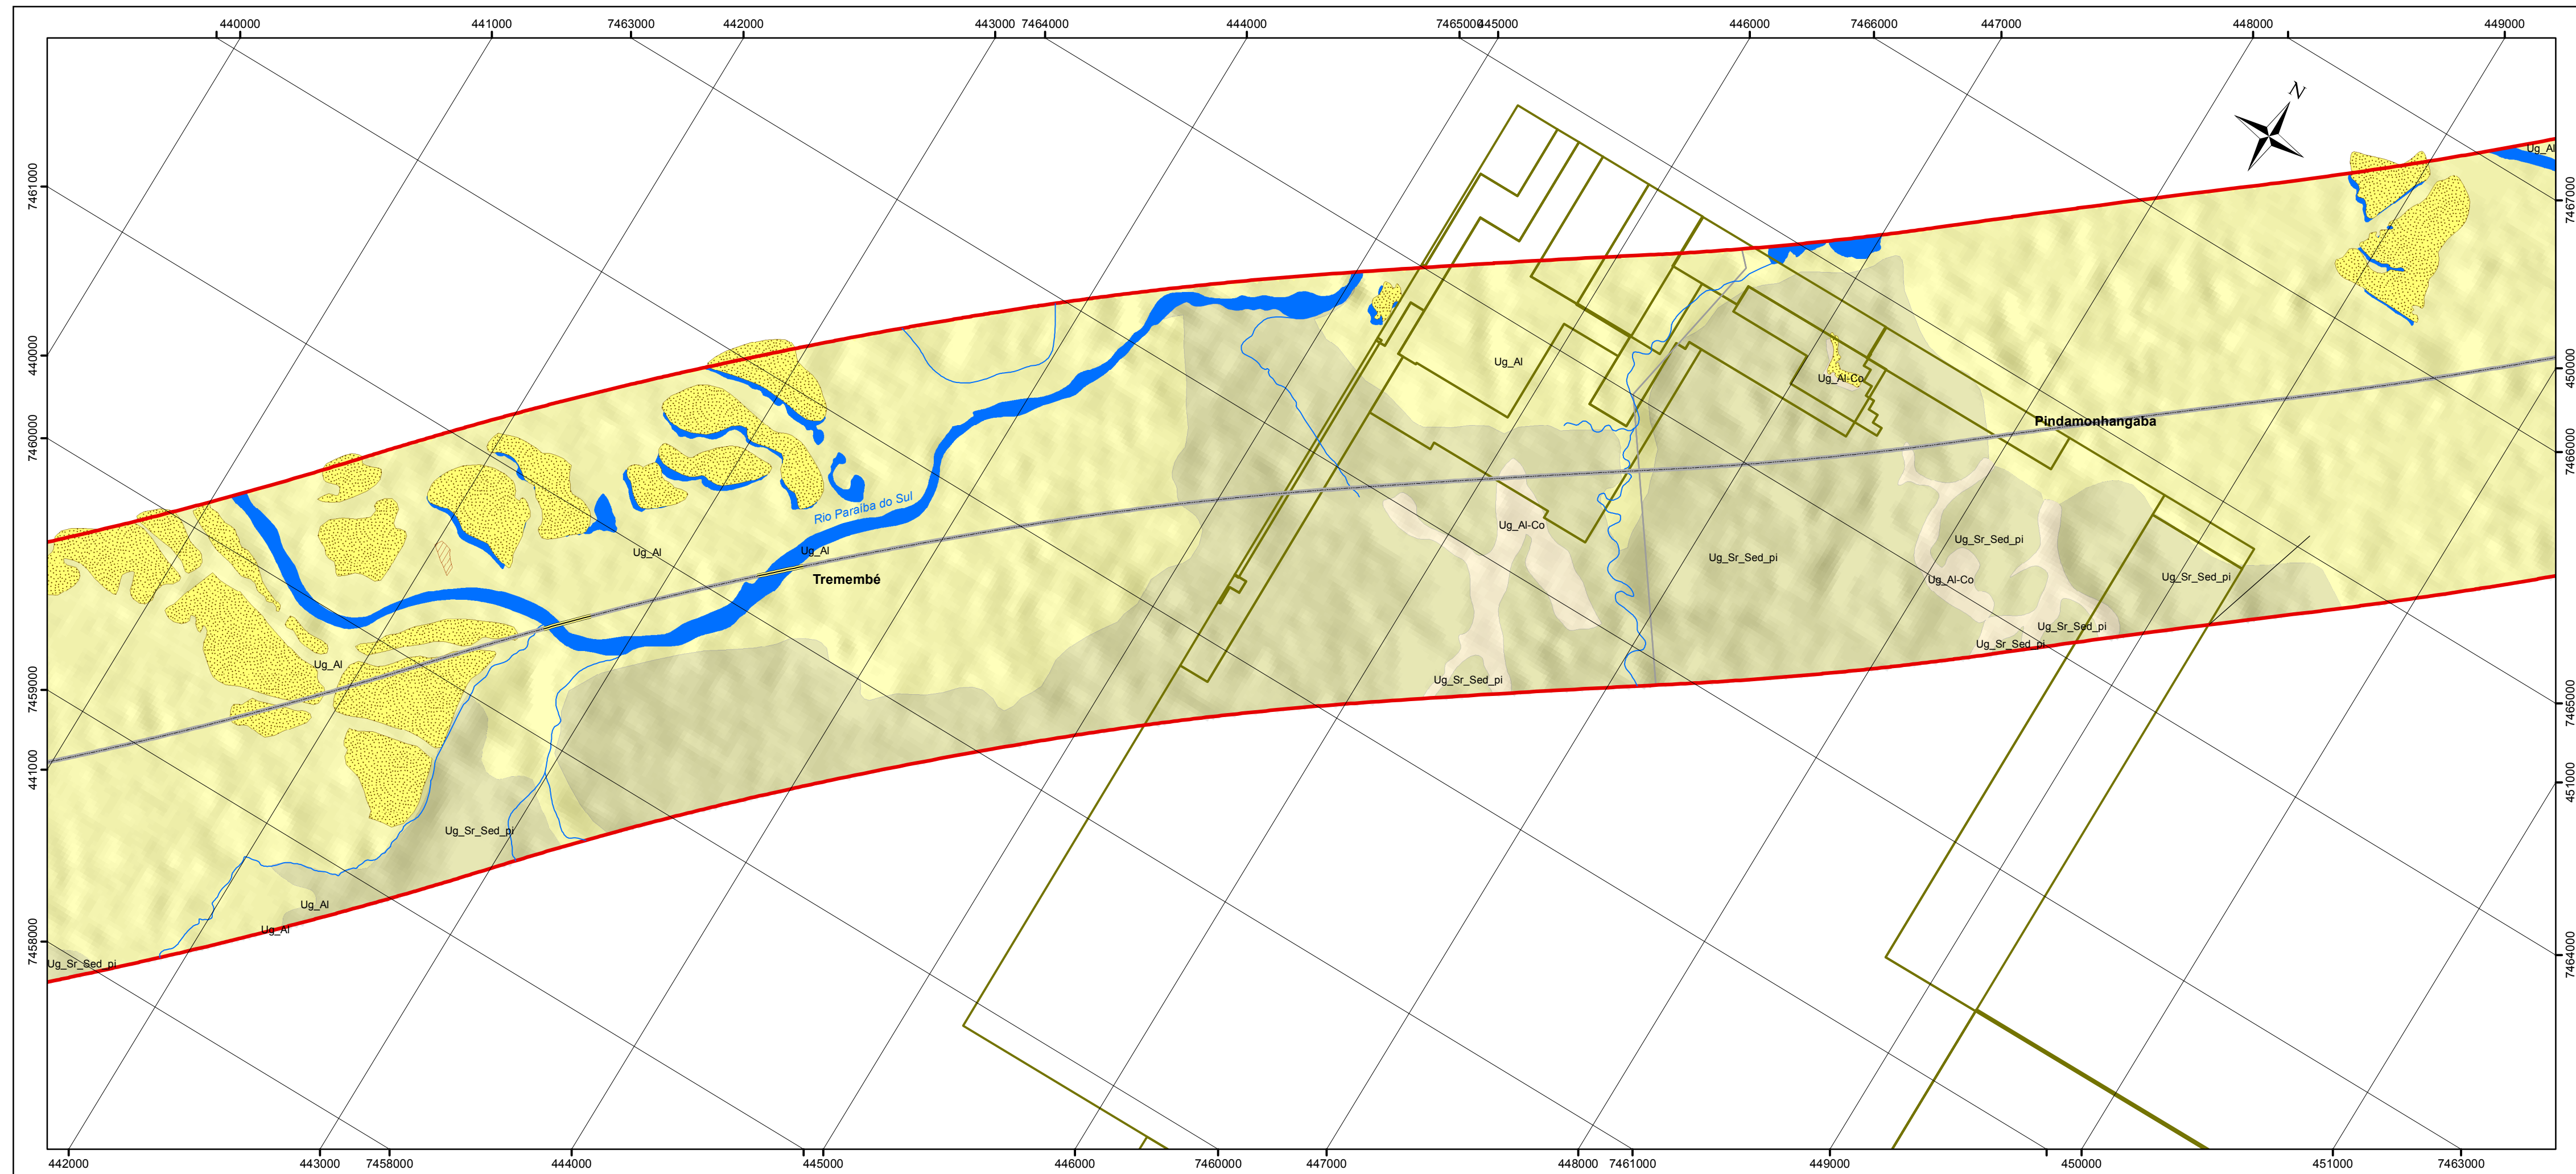 440000
441000
7463000
442000
443000
7464000
444000
7465000
445000
446000
7466000
447000
448000
449000
N
Ug_Al
7461000
7467000
440000
450000
Ug_Al
Ug_Al-Co
Pindamonhangaba
7460000
7466000
Rio Paraíba do Sul
Ug_Al-Co
Ug_Sr_Sed_pi
Ug_Sr_Sed_pi
Ug_Al
Ug_Al
Tremembé
Ug_Al-Co
Ug_Sr_Sed_pi
Ug_Sr_Sed_pi
Ug_Sr_Sed_pi
Ug_Al
Ug_Sr_Sed_pi
7459000
7465000
441000
451000
Ug_Sr_Sed_pi
Ug_Al
Ug_Al
7458000
7464000
Ug_Sr_Sed_pi
442000
443000
7458000
444000
445000
446000
7460000
447000
448000
7461000
449000
450000
451000
7463000